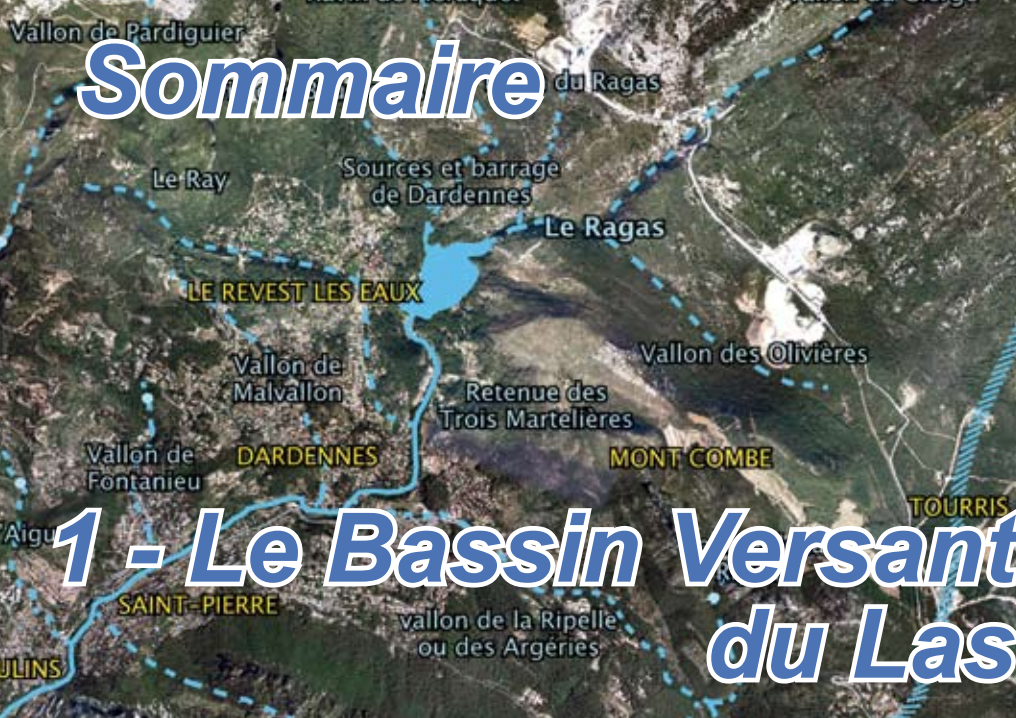 Vallon de Pardiguier
Sommaire
du Ragas
Le Ray
Sources et barrage
de Dardennes
Le Ragas
LE REVEST LES EAUX
Vallon des Olivières
Vallon de
Malvallon
Retenue des
Trois Martelières
Vallon de
Fontanieu
DARDENNES
MONT COMBE
TOURRIS
'Aigu
1 - Le Bassin Versant
du Las
SAINT-PIERRE
vallon de la Ripelle
ou des Argéries
ULINS